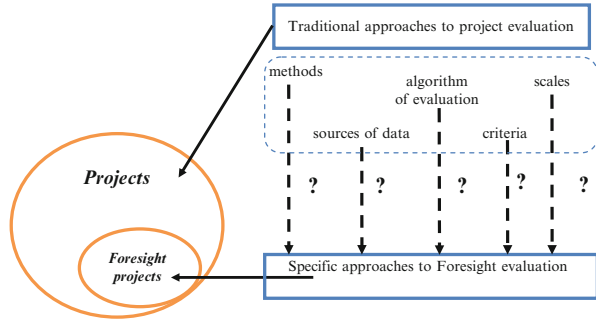 Traditional approaches to project evaluation
methods
algorithm
of evaluation
scales
sources of data
criteria
Projects
? ? ? ? ?
Foresight
projects
Specific approaches to Foresight evaluation